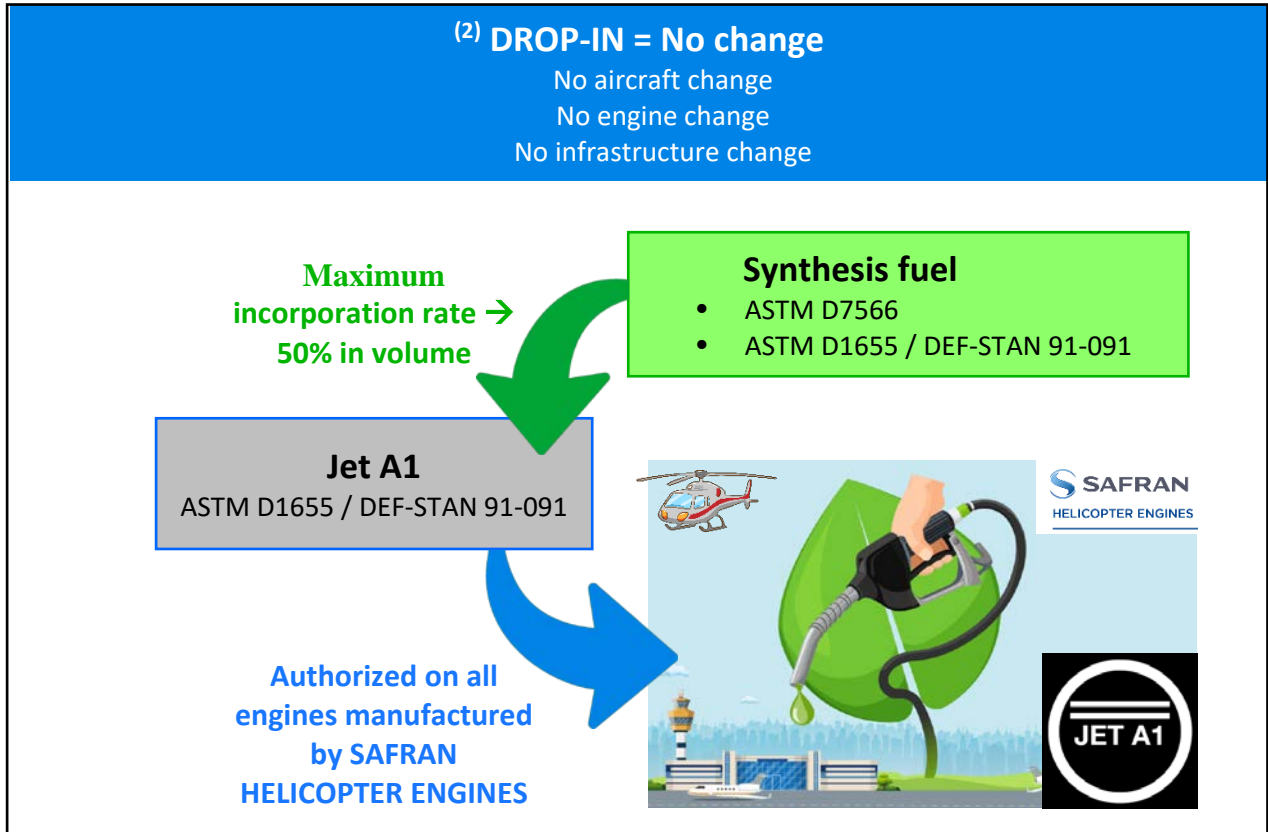 (2) DROP-IN = No change
No aircraft change
No engine change
No infrastructure change
Maximum
incorporation rate →
50% in volume
Synthesis fuel
• ASTM D7566
• ASTM D1655 / DEF-STAN 91-091
Jet A1
ASTM D1655 / DEF-STAN 91-091
SAFRAN
HELICOPTER ENGINES
Authorized on all
engines manufactured
by SAFRAN
HELICOPTER ENGINES
JET A1